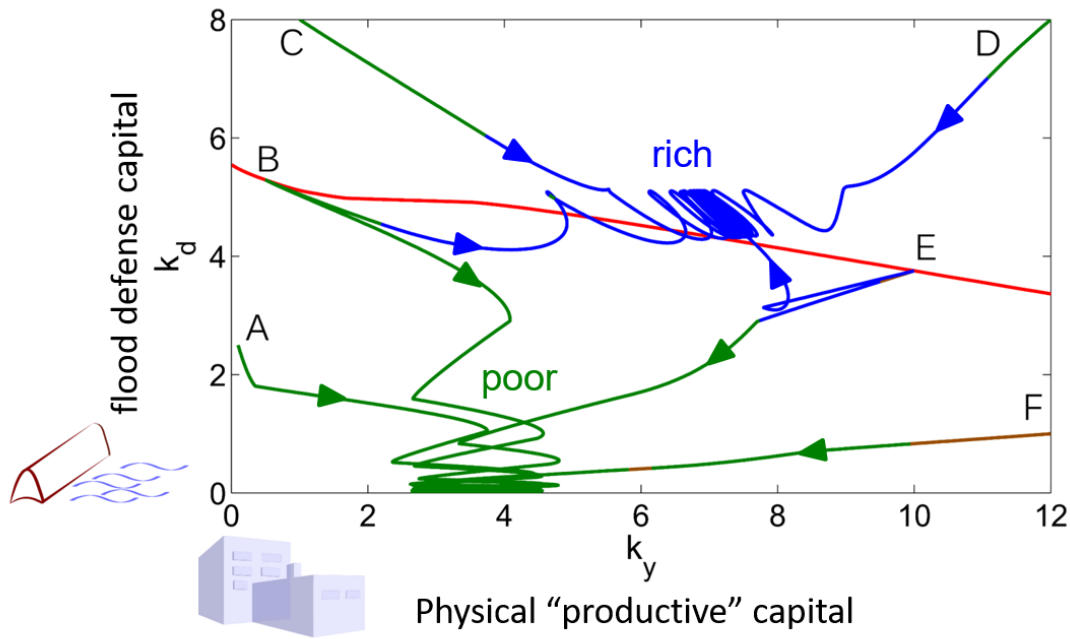 8
C
D
6
B
rich
flood defense capital
k_d
4
E
A
2
poor
F
0
0 2 4 6 8 10 12
k_y
Physical “productive” capital